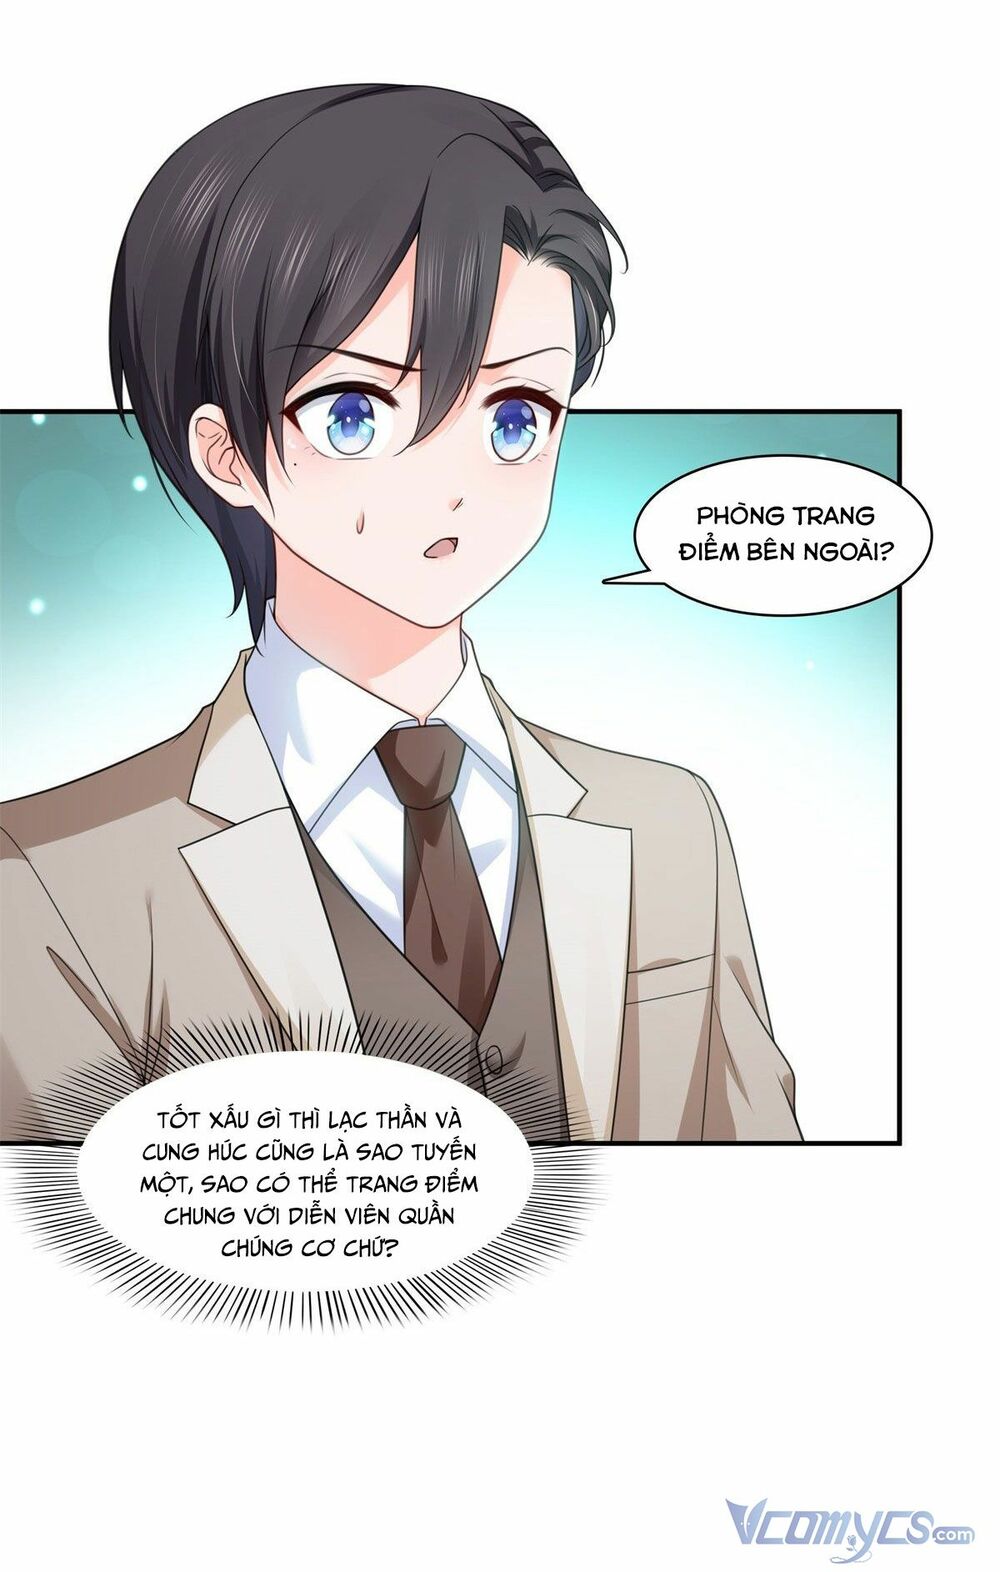 PHÒNG TRANG
ĐIỂM BÊN NGOÀI?
TỐT XẤU GÌ THÌ LẠC THẦN VÀ
CUNG HÚC CŨNG LÀ SAO TUYẾN
MỘT, SAO CÓ THỂ TRANG ĐIỂM
CHUNG VỚI DIỄN VIÊN QUẦN
CHÚNG CƠ CHỨ?
VCOMYCS.com